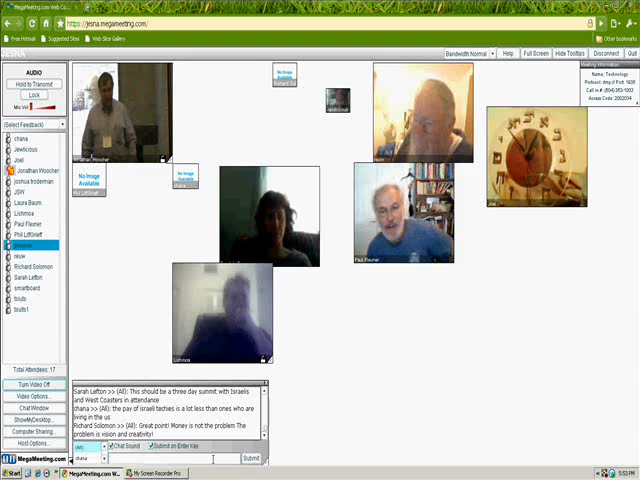 MegaMeeting.com Web Co...
https://jesna.megameeting.com/
Free Hotmail
Suggested Sites
Web Slice Gallery
Other bookmarks
JESNA
Bandwidth:Normal
Help
Full Screen
Hide Tooltips
Disconnect
Quit
AUDIO
Hold to Transmit
Lock
Mic Vol
(Select Feedback)
chana
Jewlicious
Joel
Jonathan Woocher
joshua troderman
JSW
Laura Baum
Lishmoa
Paul Flexner
Phil Liff-Grieff
phoenix
reuw
Richard Solomon
Sarah Lefton
smartboard
Total Attendees: 17
Turn Video Off
Video Options...
Chat Window
ShowMyDesktop...
Computer Sharing...
Host Options...
MegaMeeting.com
Meeting Information
Name: Technology
Jonathan Woocher
No Image
Available
No Image
Available
No Image
Available
chana
Joel
Paul Flexner
Lishmoa
Sarah Lefton >> (All): This should be a three day summit with Israelis
and West Coasters in attendance
chana >> (All): the pay of israeli techies is a lot less than ones who are
living in the us
Richard Solomon >> (All): Great point! Money is not the problem The
problem is vision and creativity!
(All)
chana
Chat Sound
Submit on Enter Key
Submit
Start
MegaMeeting.com W...
My Screen Recorder Pro
5:53 PM